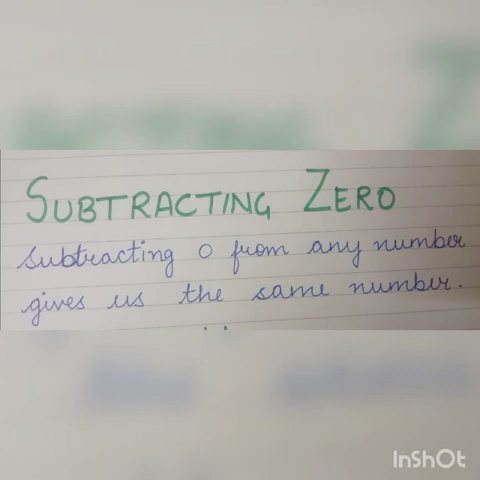 SUBTRACTING ZERO
subtracting 0 from any number
gives us the same number.
InShOt